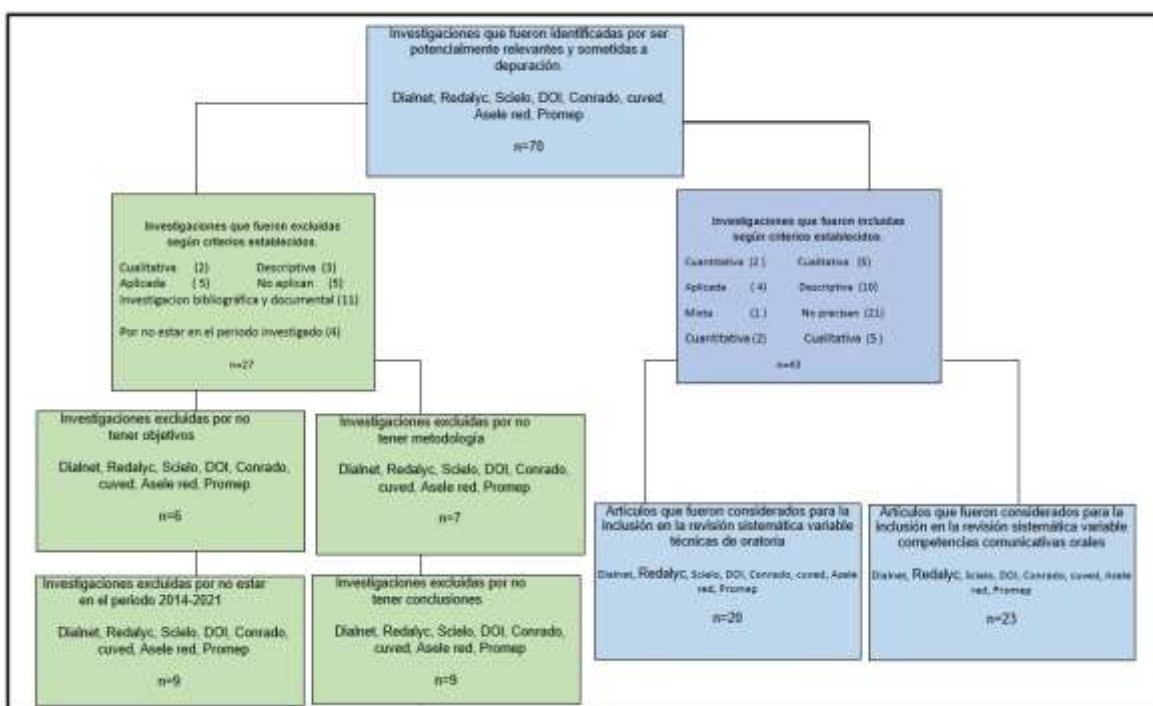 Investigaciones que fueron identificadas por ser
potencialmente relevantes y sometidas a
depuración.
Dialnet, Redalyc, Scielo, DOI, Conrado, cuved,
Asele red, Promep
n=70
Investigaciones que fueron excluidas
según criterios establecidos.
Cualitativa (2) Descriptiva (3)
Aplicada ( 5) No aplican (5)
Investigacion bibliográfica y documental (11)
Por no estar en el periodo investigado (4)
n=27
Investigaciones que fueron incluidas
según criterios establecidos.
Cuantitativa (2 ) Cualitativa (5)
Aplicada ( 4) Descriptiva (10)
Mixta (1 ) No precisan (21)
Cuantitativa (2) Cualitativa (5 )
n=43
Investigaciones excluidas por no
tener objetivos
Dialnet, Redalyc, Scielo, DOI, Conrado,
cuved, Asele red, Promep
n=6
Investigaciones excluidas por no
tener metodología
Dialnet, Redalyc, Scielo, DOI, Conrado,
cuved, Asele red, Promep
n=7
Investigaciones excluidas por no estar
en el periodo 2014-2021
Dialnet, Redalyc, Scielo, DOI, Conrado,
cuved, Asele red, Promep
n=9
Investigaciones excluidas por no
tener conclusiones
Dialnet, Redalyc, Scielo, DOI, Conrado,
cuved, Asele red, Promep
n=9
Artículos que fueron considerados para la
inclusión en la revisión sistemática variable
técnicas de oratoria
Dialnet, Redalyc, Scielo, DOI, Conrado, cuved, Asele
red, Promep
n=20
Artículos que fueron considerados para la
inclusión en la revisión sistemática variable
competencias comunicativas orales
Dialnet, Redalyc, Scielo, DOI, Conrado, cuved, Asele
red, Promep
n=23